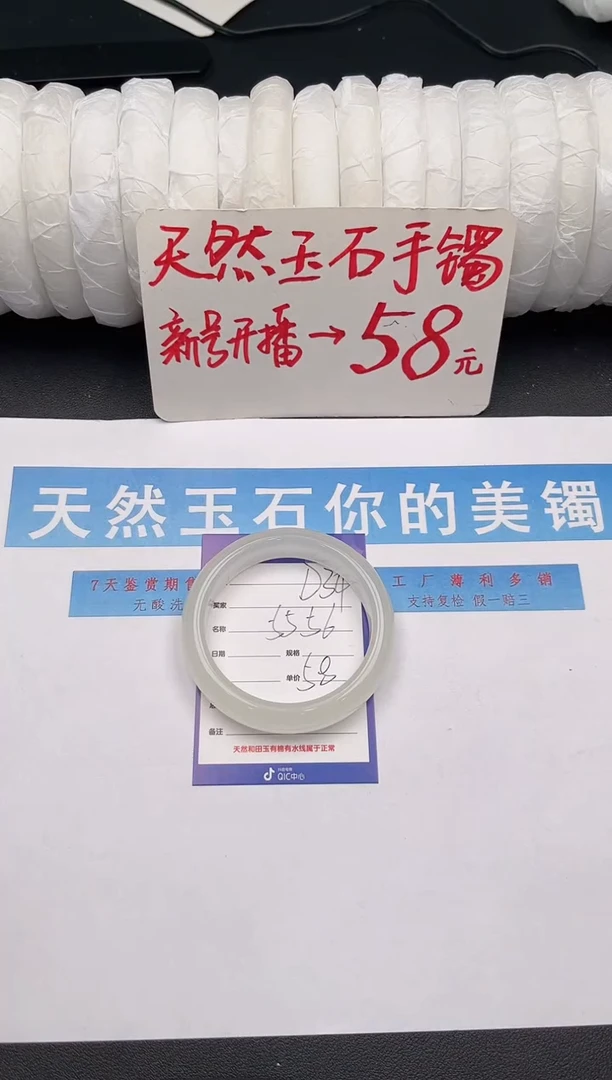 天然玉石手镯
新号开播→58元
天然玉石你的美镯
7天鉴赏期 工厂薄利多销
无酸洗 支持复检 假一赔三
D34
买家
名称 5556
日期 规格
单价 58
备注
天然和田玉有棉有水线属于正常
QIC中心